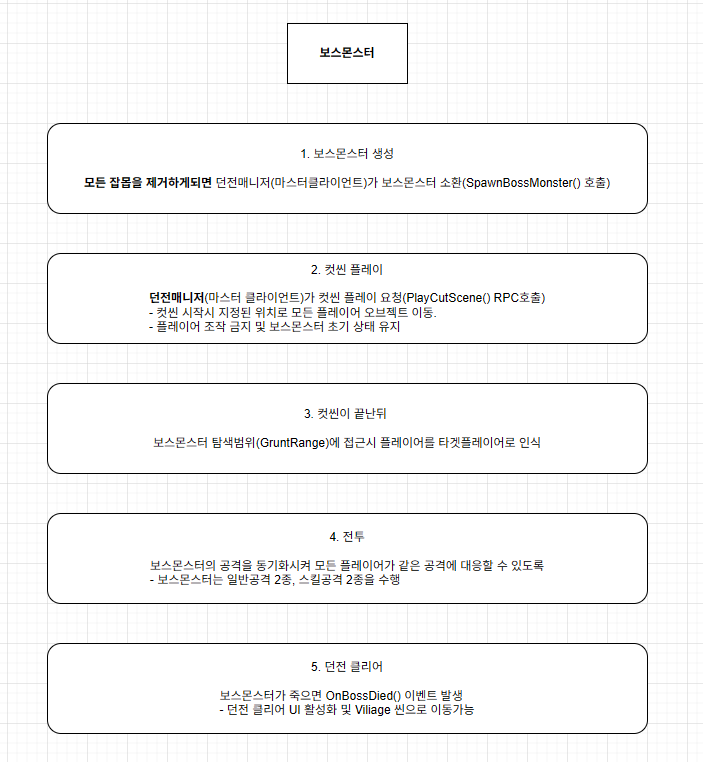 보스몬스터
1. 보스몬스터 생성
모든 잡몹을 제거하게되면 던전매니저(마스터클라이언트)가 보스몬스터 소환(SpawnBossMonster() 호출)
2. 컷씬 플레이
던전매니저(마스터 클라이언트)가 컷씬 플레이 요청(PlayCutScene() RPC호출)
- 컷씬 시작시 지정된 위치로 모든 플레이어 오브젝트 이동.
- 플레이어 조작 금지 및 보스몬스터 초기 상태 유지
3. 컷씬이 끝난뒤
보스몬스터 탐색범위(GruntRange)에 접근시 플레이어를 타겟플레이어로 인식
4. 전투
보스몬스터의 공격을 동기화시켜 모든 플레이어가 같은 공격에 대응할 수 있도록
- 보스몬스터는 일반공격 2종, 스킬공격 2종을 수행
5. 던전 클리어
보스몬스터가 죽으면 OnBossDied() 이벤트 발생
- 던전 클리어 UI 활성화 및 Viliage 씬으로 이동가능